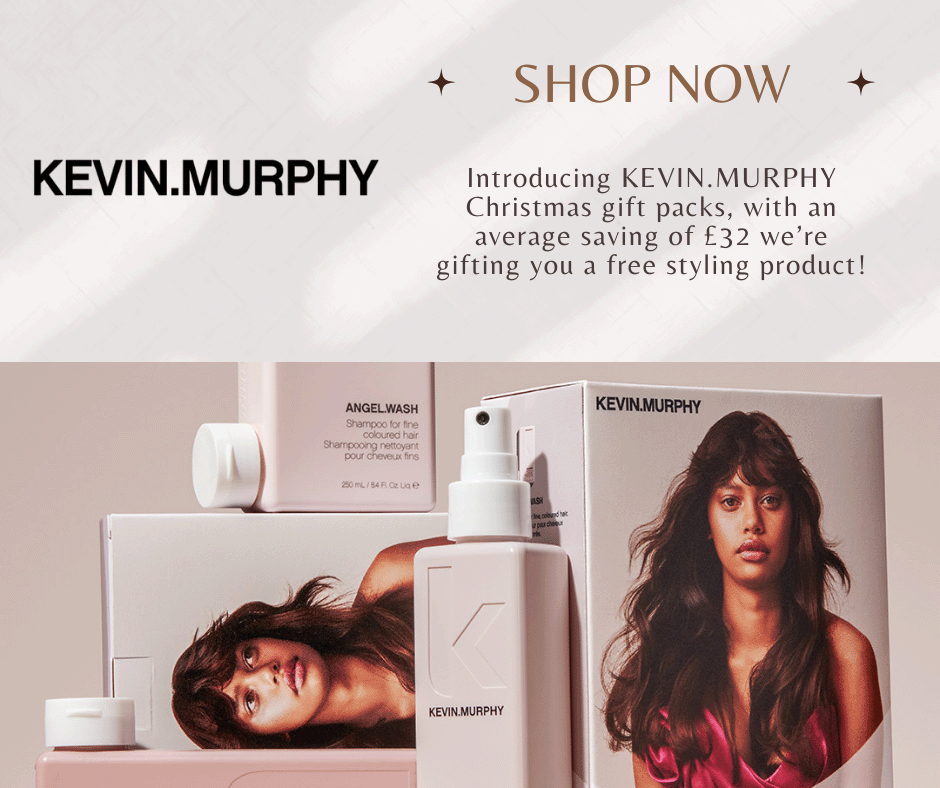 SHOP NOW
KEVIN.MURPHY
Introducing KEVIN.MURPHY
Christmas gift packs, with an
average saving of £32 we're
gifting you a free styling product!
ANGEL.WASH
Shampoo for fine
coloured hair
Shampooing nettoyant
pour cheveux fins
250 mL / 8.4 Fl. Oz. Liq. e
KEVIN.MURPHY
KEVIN.MURPHY